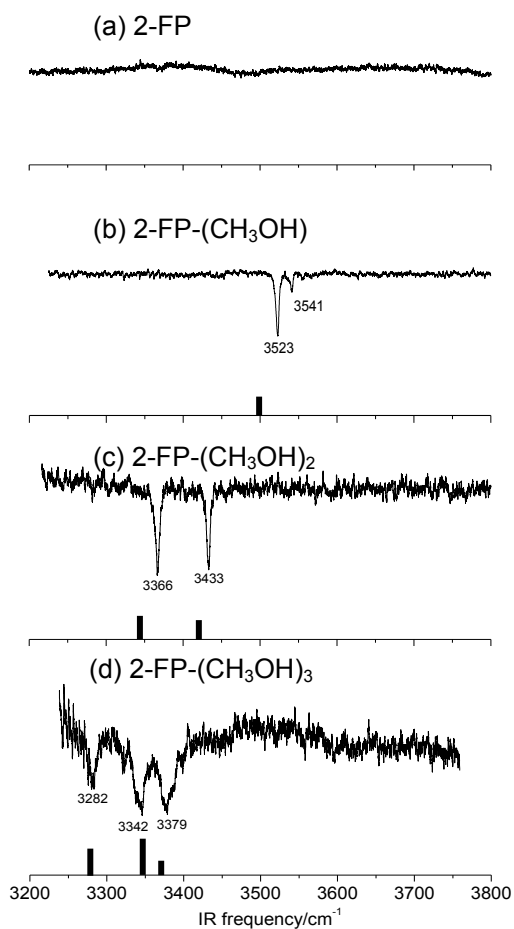 (a) 2-FP
(b) 2-FP-(CH₃OH)
3541
3523
(c) 2-FP-(CH₃OH)₂
3366 3433
(d) 2-FP-(CH₃OH)₃
3282
3342 3379
3200 3300 3400 3500 3600 3700 3800
IR frequency/cm⁻¹